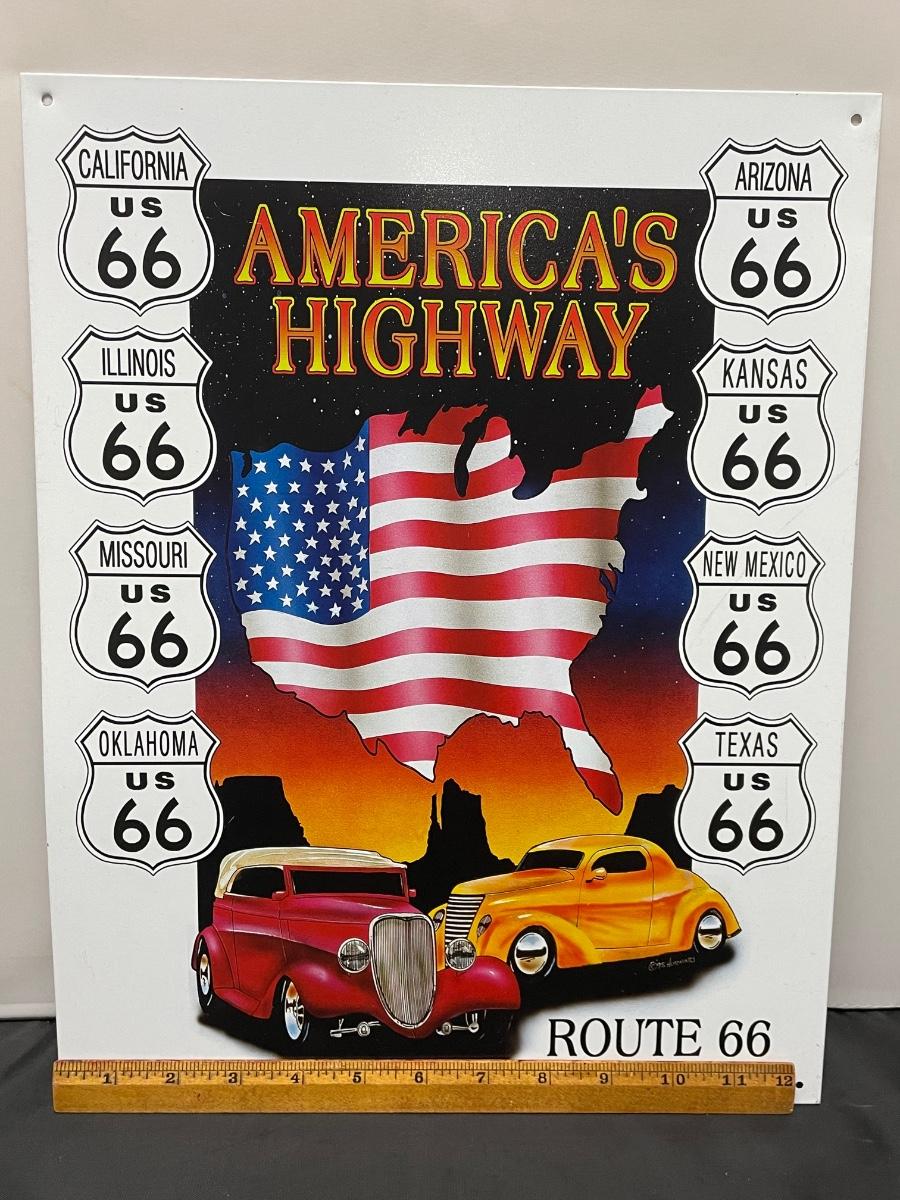 CALIFORNIA
US
66
ILLINOIS
US
66
MISSOURI
US
66
OKLAHOMA
US
66
AMERICA'S
HIGHWAY
ARIZONA
US
66
KANSAS
US
66
NEW MEXICO
US
66
TEXAS
US
66
ROUTE 66
1 2 3 4 5 6 7 8 9 10 11 12